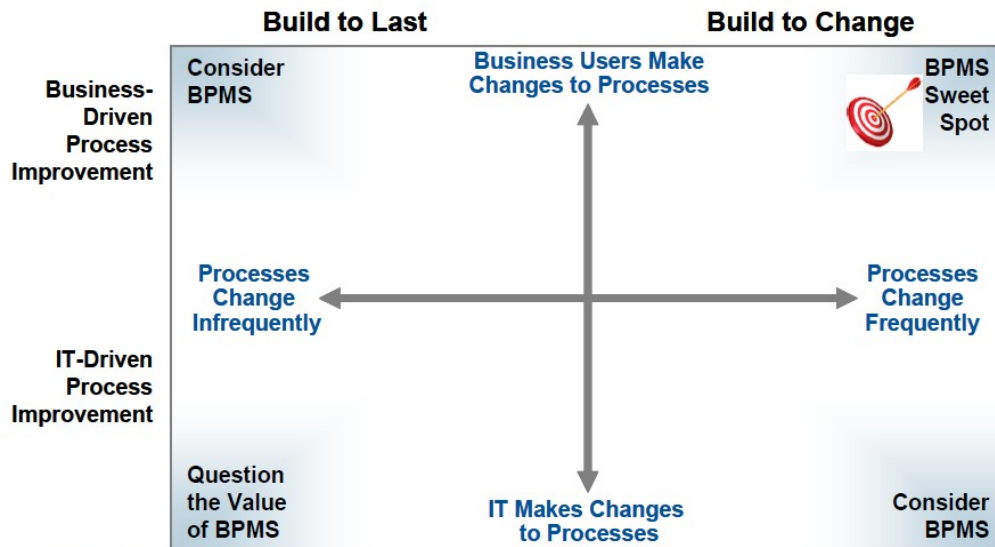 Build to Last
Build to Change
Business-
Driven
Process
Improvement
Consider
BPMS
Business Users Make
Changes to Processes
BPMS
Sweet
Spot
Processes
Change
Infrequently
Processes
Change
Frequently
IT-Driven
Process
Improvement
Question
the Value
of BPMS
IT Makes Changes
to Processes
Consider
BPMS